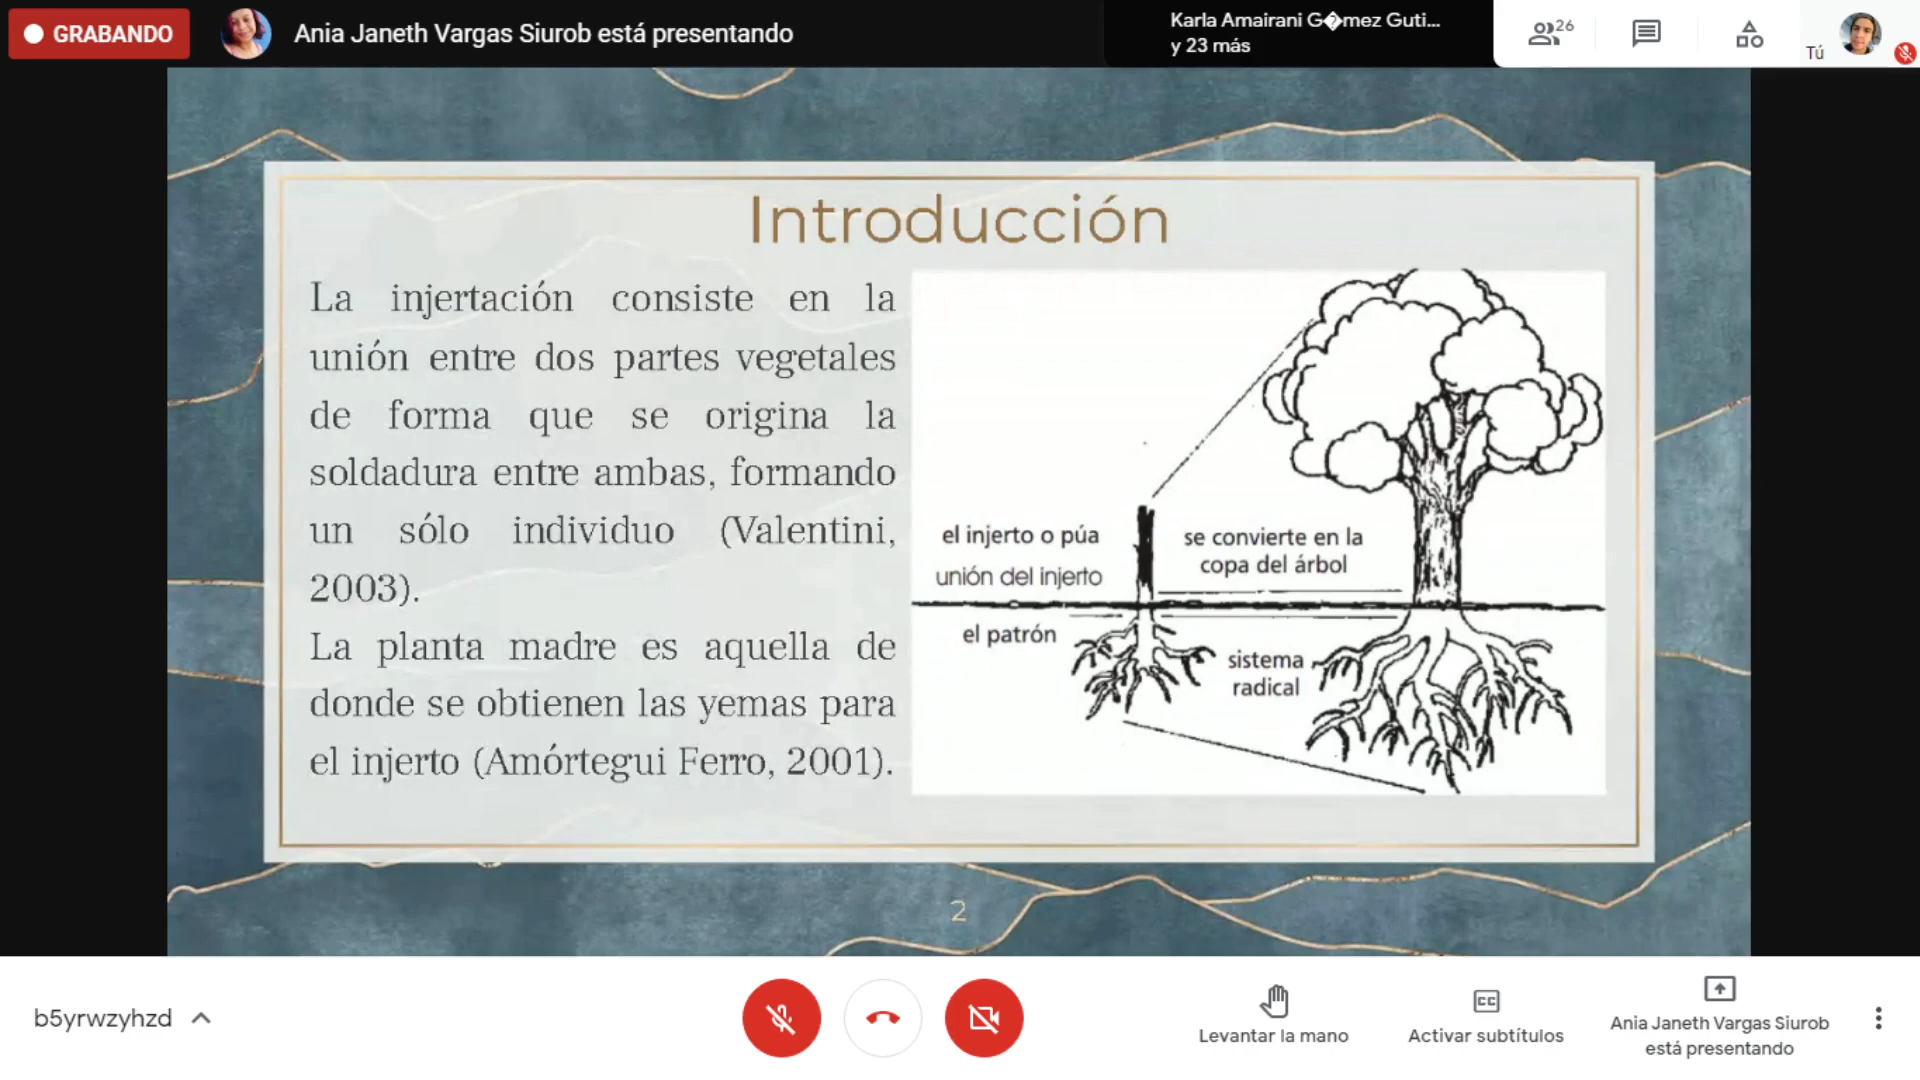 GRABANDO
Ania Janeth Vargas Siurob está presentando
Karla Amairani G�mez Guti...
y 23 más
26
Tú
Introducción
La injertación consiste en la
unión entre dos partes vegetales
de forma que se origina la
soldadura entre ambas, formando
un sólo individuo (Valentini,
2003).
La planta madre es aquella de
donde se obtienen las yemas para
el injerto (Amórtegui Ferro, 2001).
el injerto o púa
unión del injerto
el patrón
se convierte en la
copa del árbol
sistema
radical
2
b5yrwzyhzd
Levantar la mano
CC
Activar subtítulos
Ania Janeth Vargas Siurob
está presentando